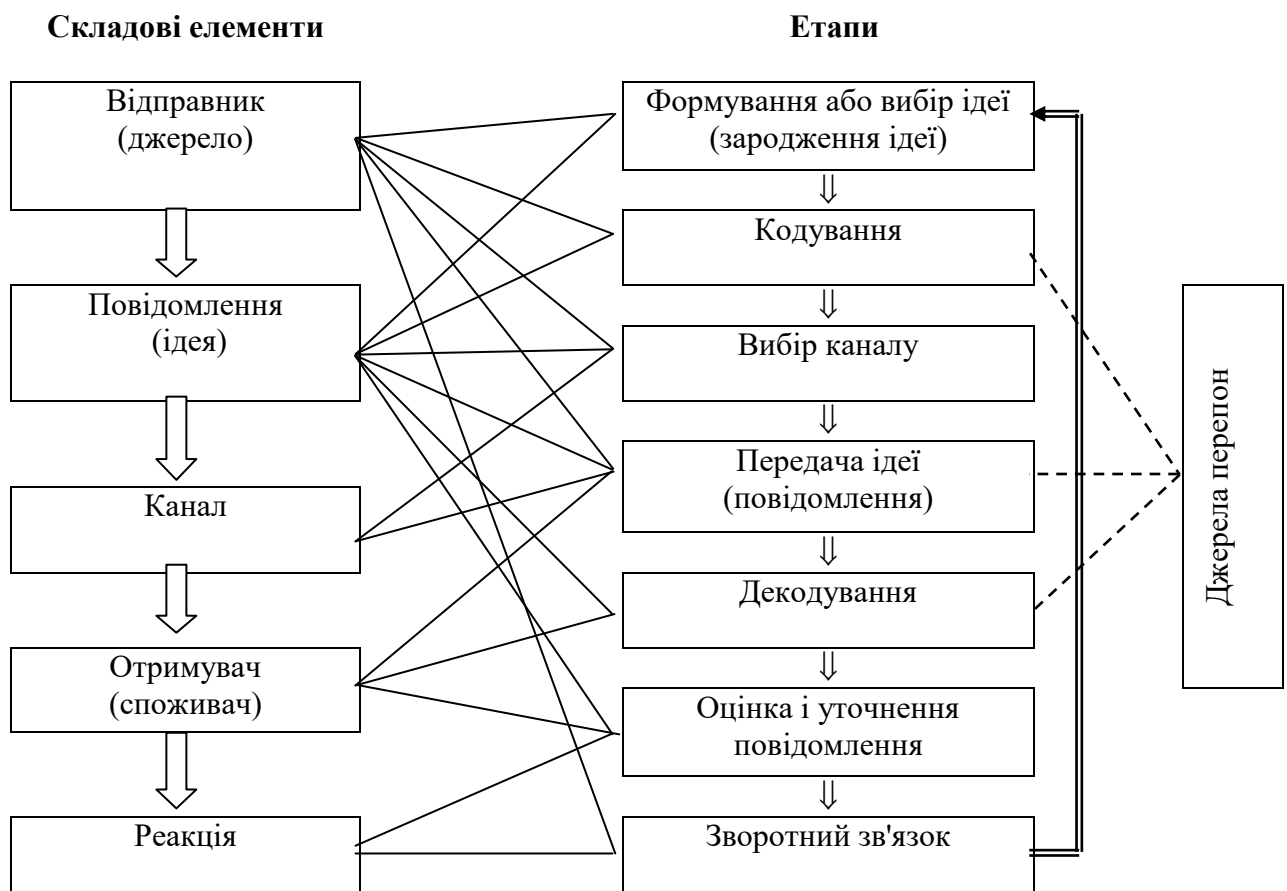 Складові елементи
Етапи
Відправник
(джерело)
Повідомлення
(ідея)
Канал
Отримувач
(споживач)
Реакція
Формування або вибір ідеї
(зародження ідеї)
Кодування
Вибір каналу
Передача ідеї
(повідомлення)
Декодування
Оцінка і уточнення
повідомлення
Зворотний зв'язок
Джерела перепон